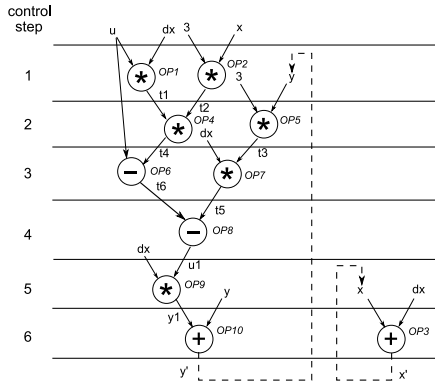 control
step
u
dx
3
x
1
*
OP1
*
OP2
3
y
t1
t2
2
*
OP4
dx
*
OP5
t4
t3
3
−
OP6
*
OP7
t6
t5
4
−
OP8
dx
u1
5
*
OP9
y
x
dx
y1
6
+
OP10
+
OP3
y'
x'